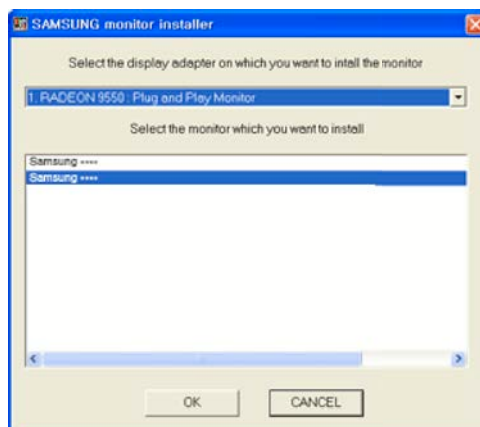 SAMSUNG monitor installer
Select the display adapter on which you want to intall the monitor
1. RADEON 9550 : Plug and Play Monitor
Select the monitor which you want to install
Samsung ****
Samsung ****
OK
CANCEL